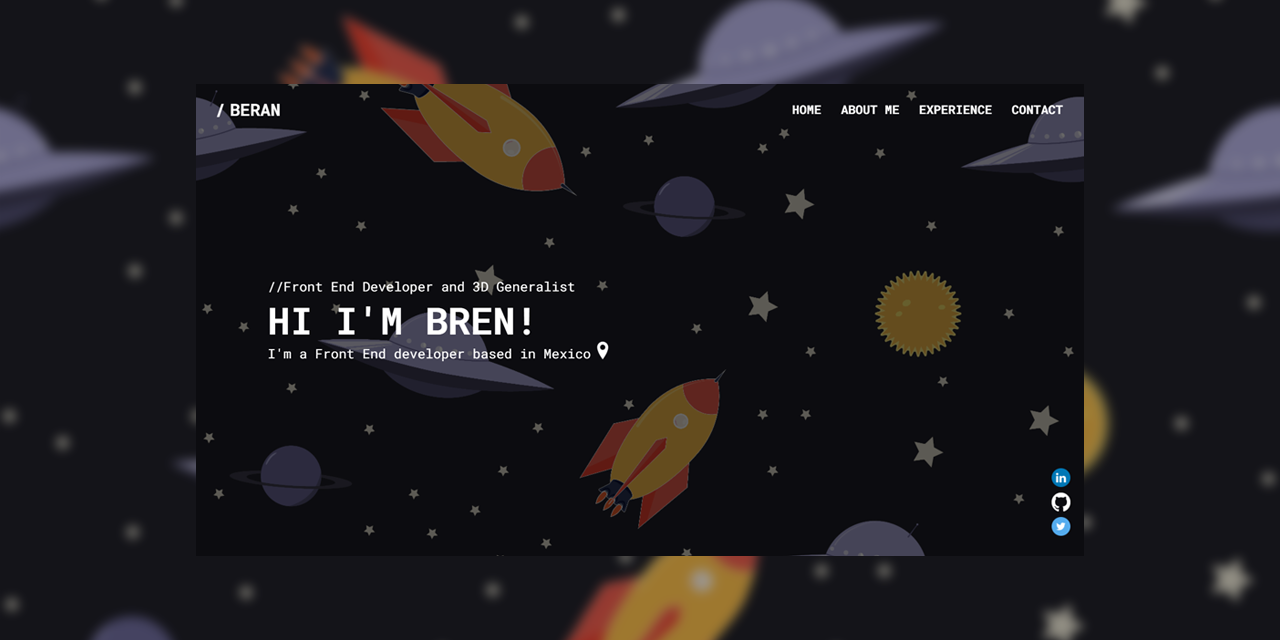 / BERAN
HOME ABOUT ME EXPERIENCE CONTACT
//Front End Developer and 3D Generalist
HI I'M BREN!
I'm a Front End developer based in Mexico
in